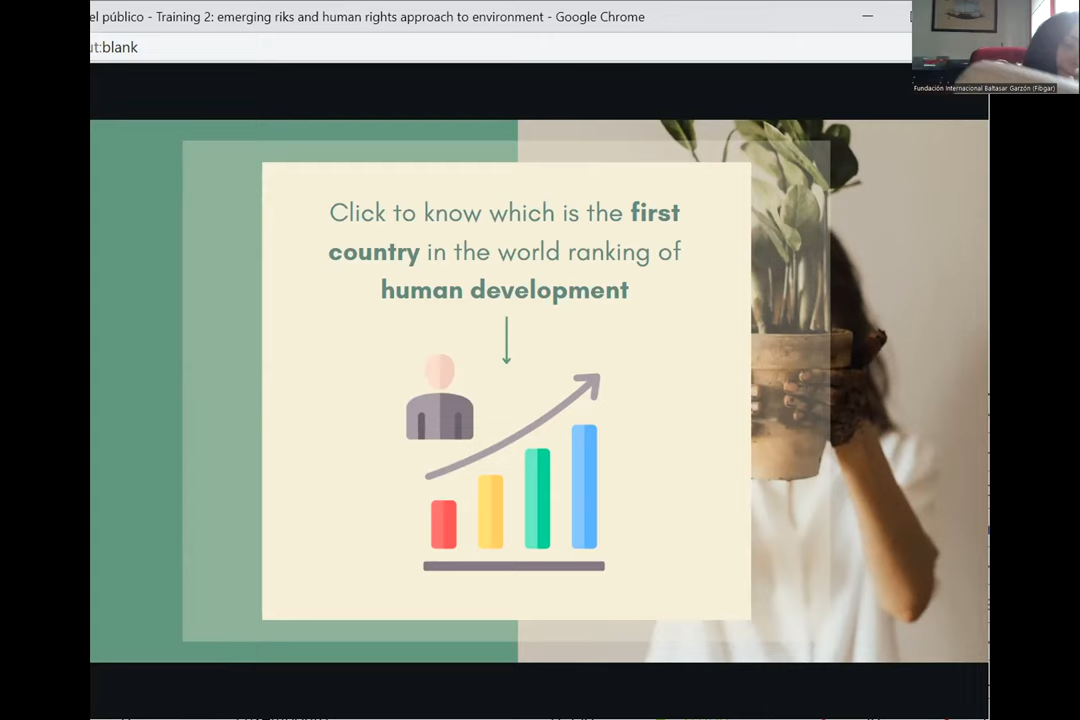 el público - Training 2: emerging riks and human rights approach to environment - Google Chrome
ut:blank
Fundación Internacional Baltasar Garzón (Fibgar)
Click to know which is the first
country in the world ranking of
human development